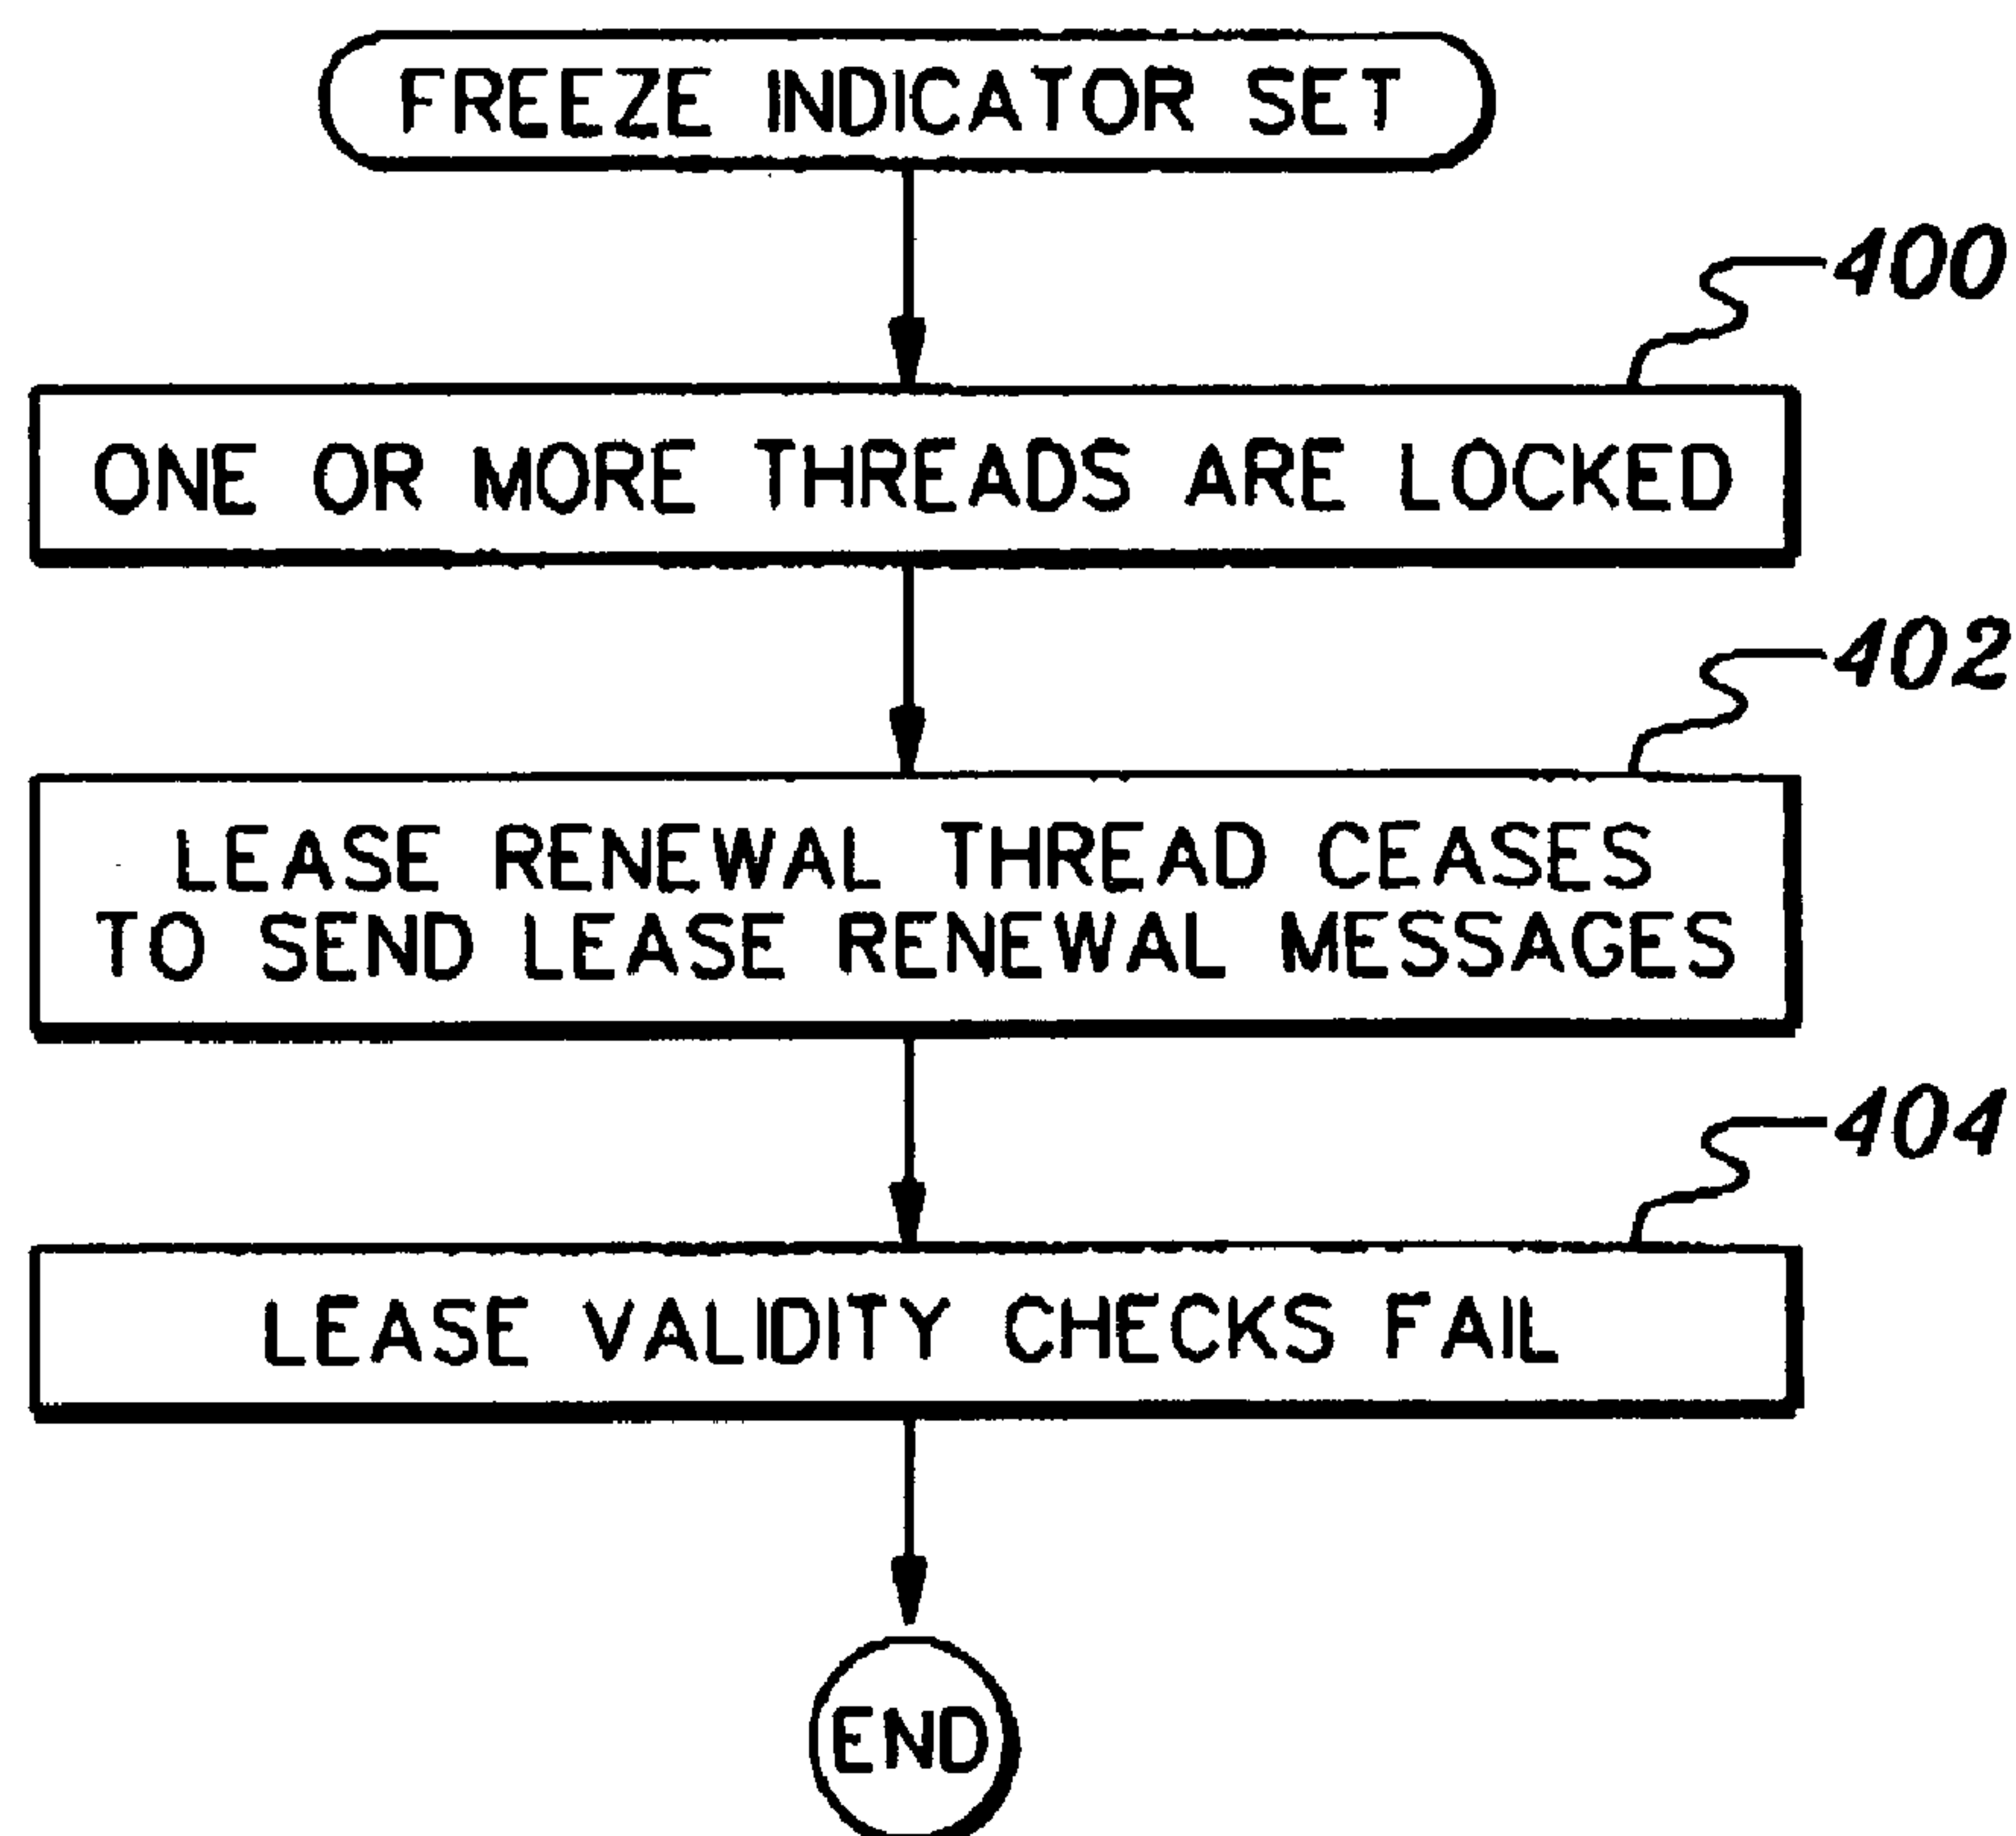 FREEZE INDICATOR SET
400
ONE OR MORE THREADS ARE LOCKED
402
LEASE RENEWAL THREAD CEASES
TO SEND LEASE RENEWAL MESSAGES
404
LEASE VALIDITY CHECKS FAIL
END